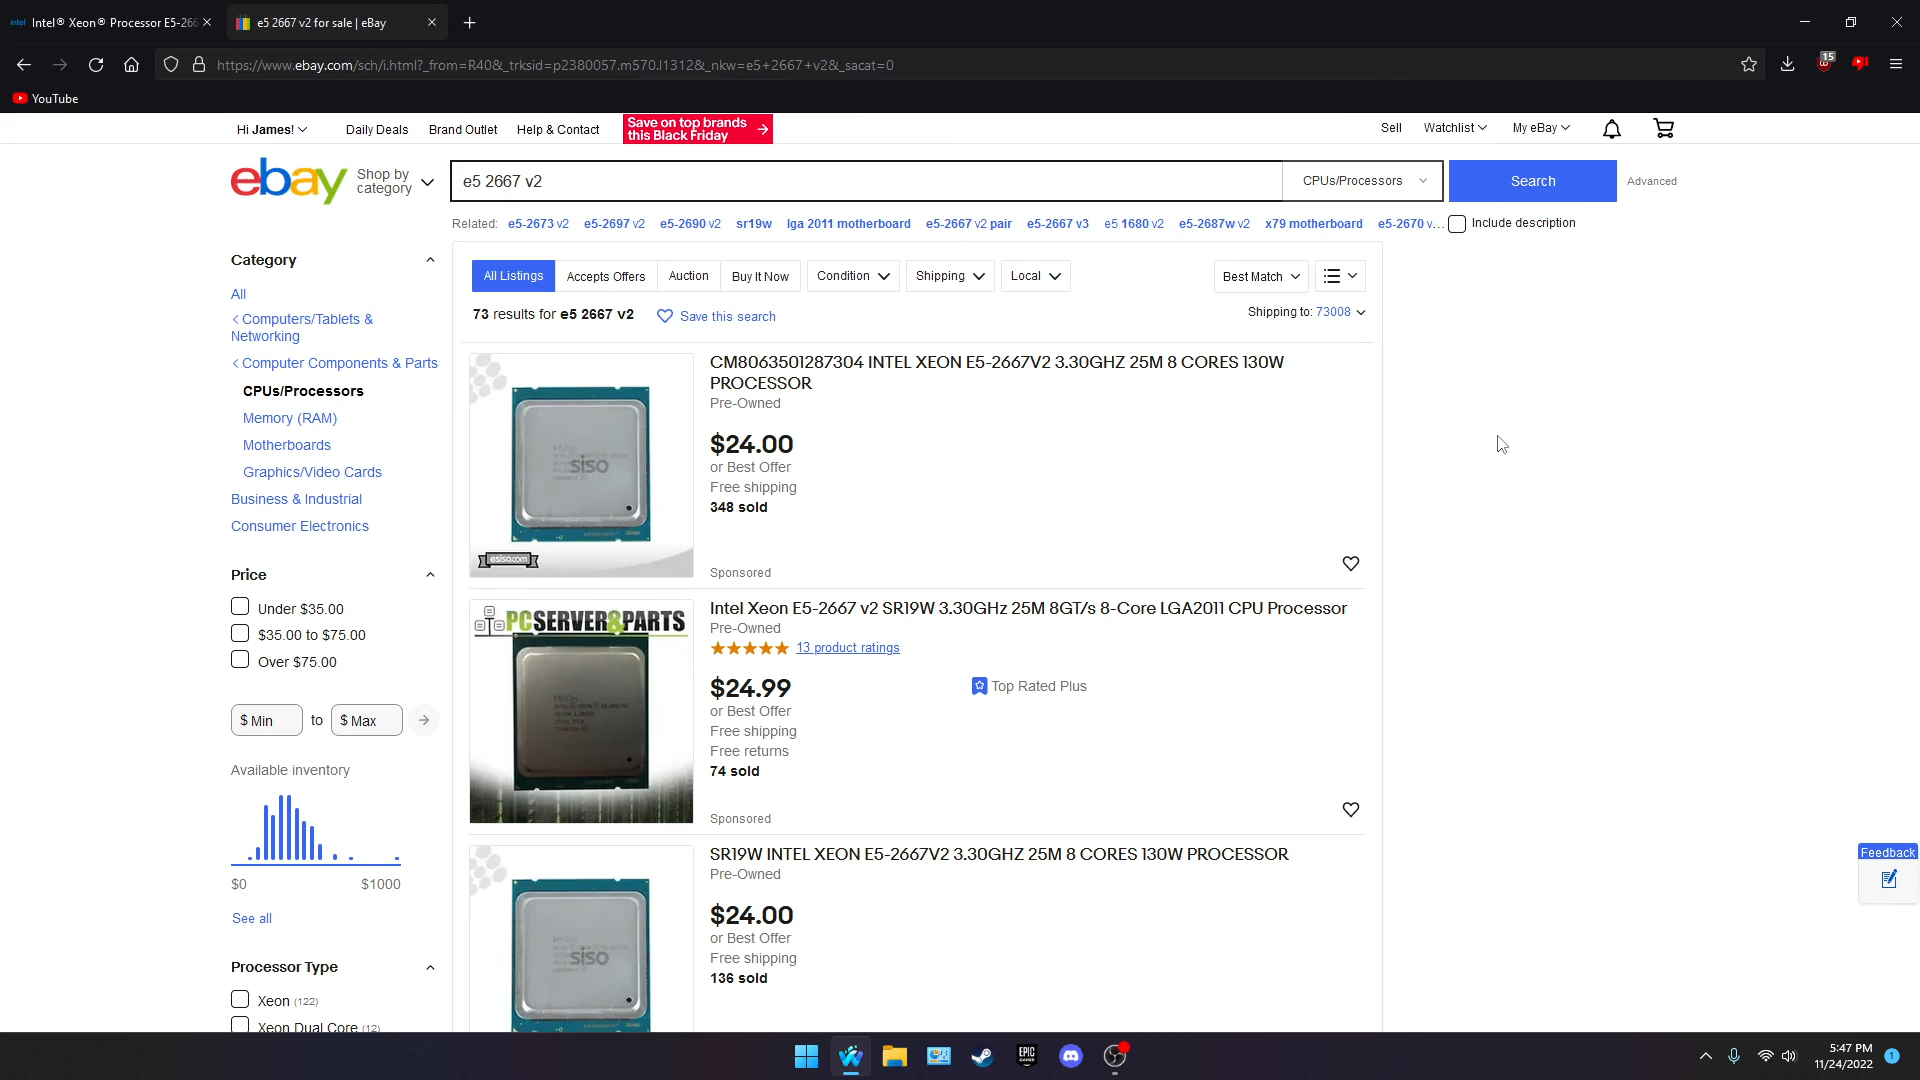 intel Intel® Xeon® Processor E5-266
e5 2667 v2 for sale | eBay
https://www.ebay.com/sch/i.html?_from=R40&_trksid=p2380057.m570.l1312&_nkw=e5+2667+v2&_sacat=0
15
YouTube
Hi James!
Daily Deals
Brand Outlet
Help & Contact
Save on top brands
this Black Friday
Sell
Watchlist
My eBay
ebay
Shop by
category
e5 2667 v2
CPUs/Processors
Search
Advanced
Related: e5-2673 v2 e5-2697 v2 e5-2690 v2 sr19w lga 2011 motherboard e5-2667 v2 pair e5-2667 v3 e5 1680 v2 e5-2687w v2 x79 motherboard e5-2670 v...
Include description
Category
All
Computers/Tablets &
Networking
Computer Components & Parts
CPUs/Processors
Memory (RAM)
Motherboards
Graphics/Video Cards
Business & Industrial
Consumer Electronics
Price
Under $35.00
$35.00 to $75.00
Over $75.00
$ Min to $ Max
Available inventory
$0 $1000
See all
Processor Type
Xeon (122)
Xeon Dual Core (12)
All Listings
Accepts Offers
Auction
Buy It Now
Condition
Shipping
Local
Best Match
73 results for e5 2667 v2
Save this search
Shipping to: 73008
siso
esiso.com
CM8063501287304 INTEL XEON E5-2667V2 3.30GHZ 25M 8 CORES 130W
PROCESSOR
Pre-Owned
$24.00
or Best Offer
Free shipping
348 sold
Sponsored
PCSERVER&PARTS
Intel Xeon E5-2667 v2 SR19W 3.30GHz 25M 8GT/s 8-Core LGA2011 CPU Processor
Pre-Owned
13 product ratings
$24.99
Top Rated Plus
or Best Offer
Free shipping
Free returns
74 sold
Sponsored
siso
SR19W INTEL XEON E5-2667V2 3.30GHZ 25M 8 CORES 130W PROCESSOR
Pre-Owned
$24.00
or Best Offer
Free shipping
136 sold
Feedback
EPIC
GAMES
5:47 PM
11/24/2022
1